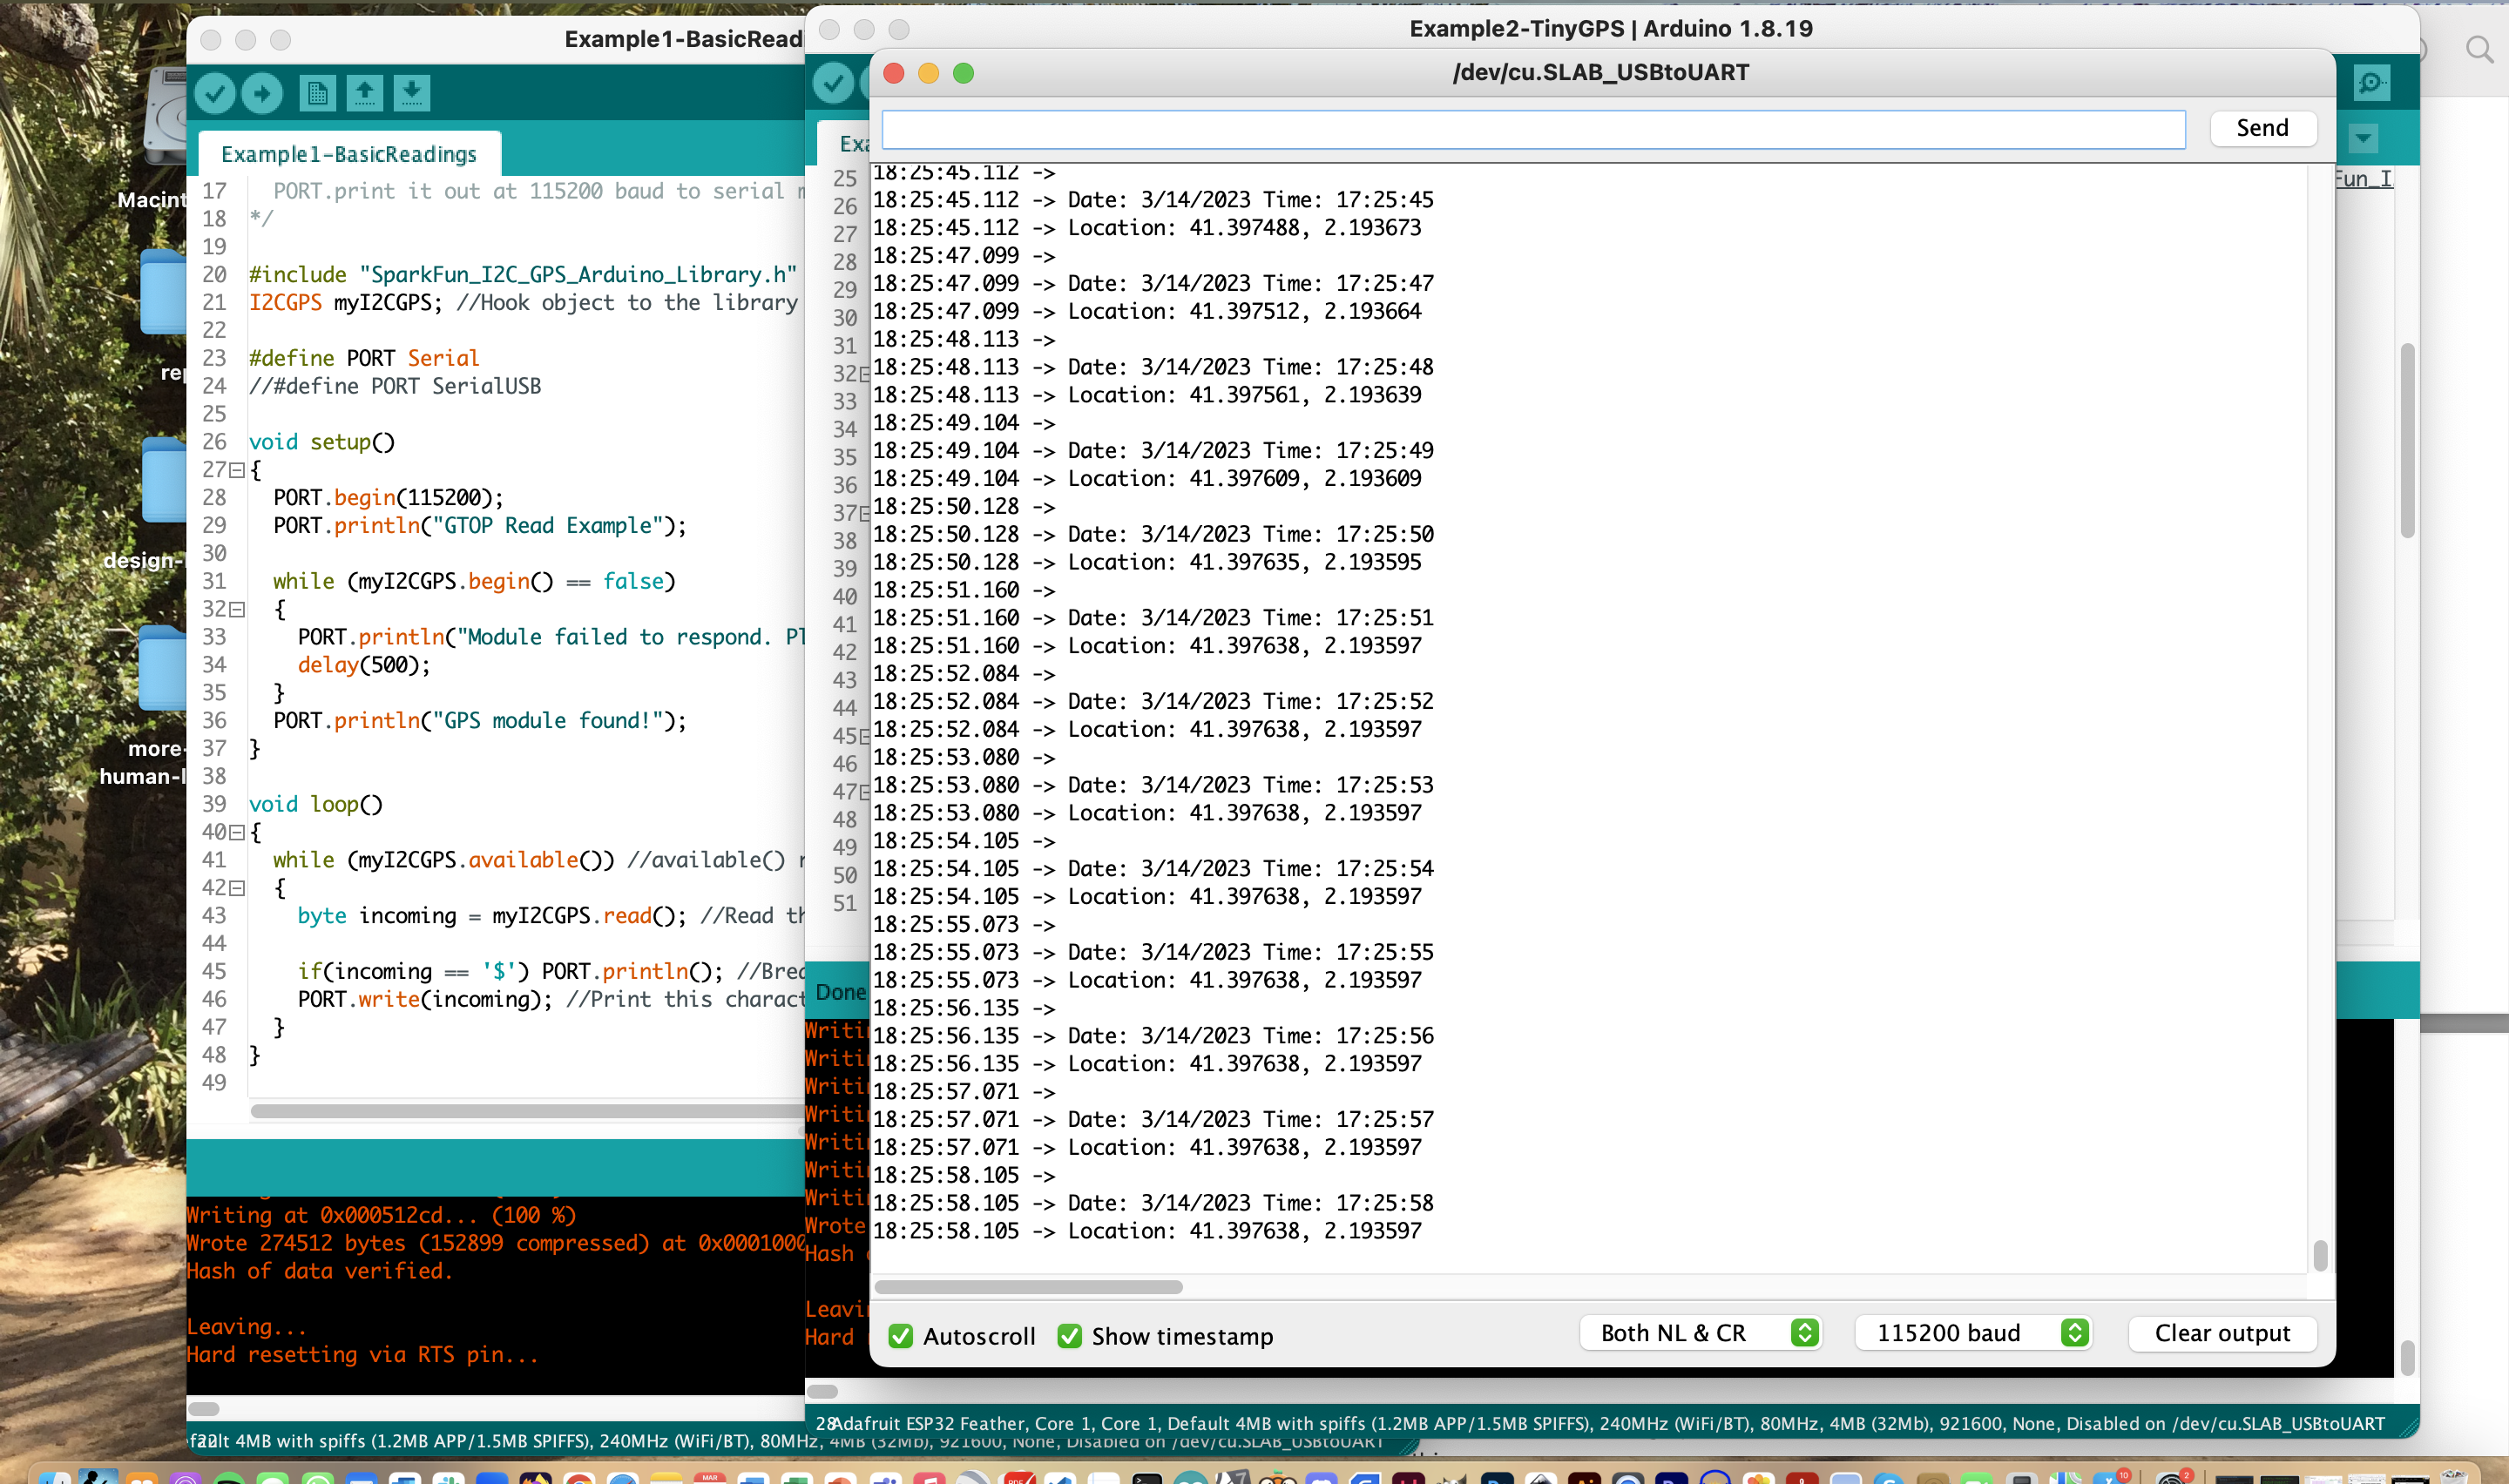 Example1-BasicReadi
Example1-BasicReadings
17 PORT.print it out at 115200 baud to serial
18 */
19
20 #include "SparkFun_I2C_GPS_Arduino_Library.h"
21 I2CGPS myI2CGPS; //Hook object to the library
22
23 #define PORT Serial
24 //#define PORT SerialUSB
25
26 void setup()
27 {
28 PORT.begin(115200);
29 PORT.println("GTOP Read Example");
30
31 while (myI2CGPS.begin() == false)
32 {
33 PORT.println("Module failed to respond. Pl
34 delay(500);
35 }
36 PORT.println("GPS module found!");
37 }
38
39 void loop()
40 {
41 while (myI2CGPS.available()) //available()
42 {
43 byte incoming = myI2CGPS.read(); //Read th
44
45 if(incoming == '$') PORT.println(); //Brea
46 PORT.write(incoming); //Print this charact
47 }
48 }
49
Writing at 0x000512cd... (100 %)
Wrote 274512 bytes (152899 compressed) at 0x0001000
Hash of data verified.
Leaving...
Hard resetting via RTS pin...
22
fault 4MB with spiffs (1.2MB APP/1.5MB SPIFFS), 240MHz (WiFi/BT), 80MHz, 4MB (32Mb), 921600, None, Disabled on /dev/cu.SLAB_USBtoUART
Macint
rep
design-
more-
human-
Example2-TinyGPS | Arduino 1.8.19
Exa
Fun_I
25
26
27
28
29
30
31
32
33
34
35
36
37
38
39
40
41
42
43
44
45
46
47
48
49
50
51
Done
Writin
Writin
Writin
Writin
Writin
Writin
Writin
Wrote
Hash
Leavi
Hard
28
Adafruit ESP32 Feather, Core 1, Core 1, Default 4MB with spiffs (1.2MB APP/1.5MB SPIFFS), 240MHz (WiFi/BT), 80MHz, 4MB (32Mb), 921600, None, Disabled on /dev/cu.SLAB_USBtoUART
/dev/cu.SLAB_USBtoUART
Send
18:25:45.112 ->
18:25:45.112 -> Date: 3/14/2023 Time: 17:25:45
18:25:45.112 -> Location: 41.397488, 2.193673
18:25:47.099 ->
18:25:47.099 -> Date: 3/14/2023 Time: 17:25:47
18:25:47.099 -> Location: 41.397512, 2.193664
18:25:48.113 ->
18:25:48.113 -> Date: 3/14/2023 Time: 17:25:48
18:25:48.113 -> Location: 41.397561, 2.193639
18:25:49.104 ->
18:25:49.104 -> Date: 3/14/2023 Time: 17:25:49
18:25:49.104 -> Location: 41.397609, 2.193609
18:25:50.128 ->
18:25:50.128 -> Date: 3/14/2023 Time: 17:25:50
18:25:50.128 -> Location: 41.397635, 2.193595
18:25:51.160 ->
18:25:51.160 -> Date: 3/14/2023 Time: 17:25:51
18:25:51.160 -> Location: 41.397638, 2.193597
18:25:52.084 ->
18:25:52.084 -> Date: 3/14/2023 Time: 17:25:52
18:25:52.084 -> Location: 41.397638, 2.193597
18:25:53.080 ->
18:25:53.080 -> Date: 3/14/2023 Time: 17:25:53
18:25:53.080 -> Location: 41.397638, 2.193597
18:25:54.105 ->
18:25:54.105 -> Date: 3/14/2023 Time: 17:25:54
18:25:54.105 -> Location: 41.397638, 2.193597
18:25:55.073 ->
18:25:55.073 -> Date: 3/14/2023 Time: 17:25:55
18:25:55.073 -> Location: 41.397638, 2.193597
18:25:56.135 ->
18:25:56.135 -> Date: 3/14/2023 Time: 17:25:56
18:25:56.135 -> Location: 41.397638, 2.193597
18:25:57.071 ->
18:25:57.071 -> Date: 3/14/2023 Time: 17:25:57
18:25:57.071 -> Location: 41.397638, 2.193597
18:25:58.105 ->
18:25:58.105 -> Date: 3/14/2023 Time: 17:25:58
18:25:58.105 -> Location: 41.397638, 2.193597
Autoscroll
Show timestamp
Both NL & CR
115200 baud
Clear output
MAR
10
2